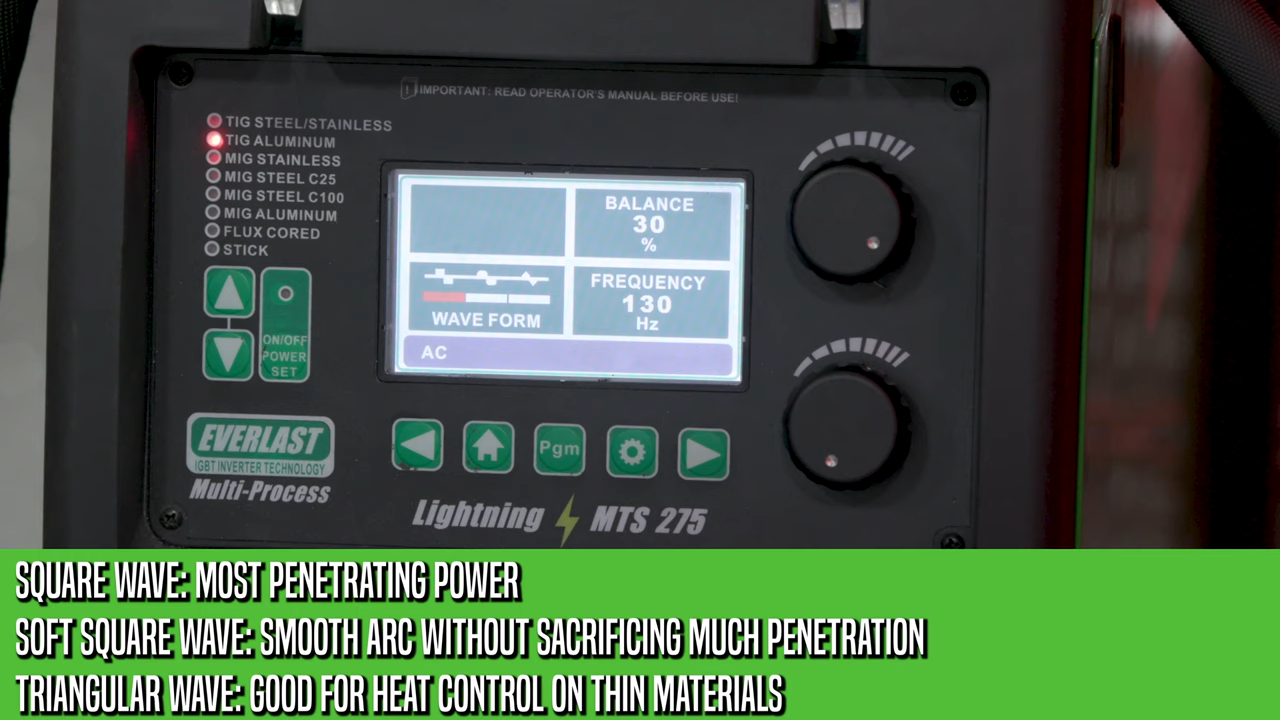 IMPORTANT: READ OPERATOR'S MANUAL BEFORE USE!
TIG STEEL/STAINLESS
TIG ALUMINUM
MIG STAINLESS
MIG STEEL C25
MIG STEEL C100
MIG ALUMINUM
FLUX CORED
STICK
ON/OFF
POWER
SET
BALANCE
30
%
WAVE FORM
FREQUENCY
130
Hz
AC
EVERLAST
IGBT INVERTER TECHNOLOGY
Multi-Process
Pgm
Lightning MTS 275
SQUARE WAVE: MOST PENETRATING POWER
SOFT SQUARE WAVE: SMOOTH ARC WITHOUT SACRIFICING MUCH PENETRATION
TRIANGULAR WAVE: GOOD FOR HEAT CONTROL ON THIN MATERIALS